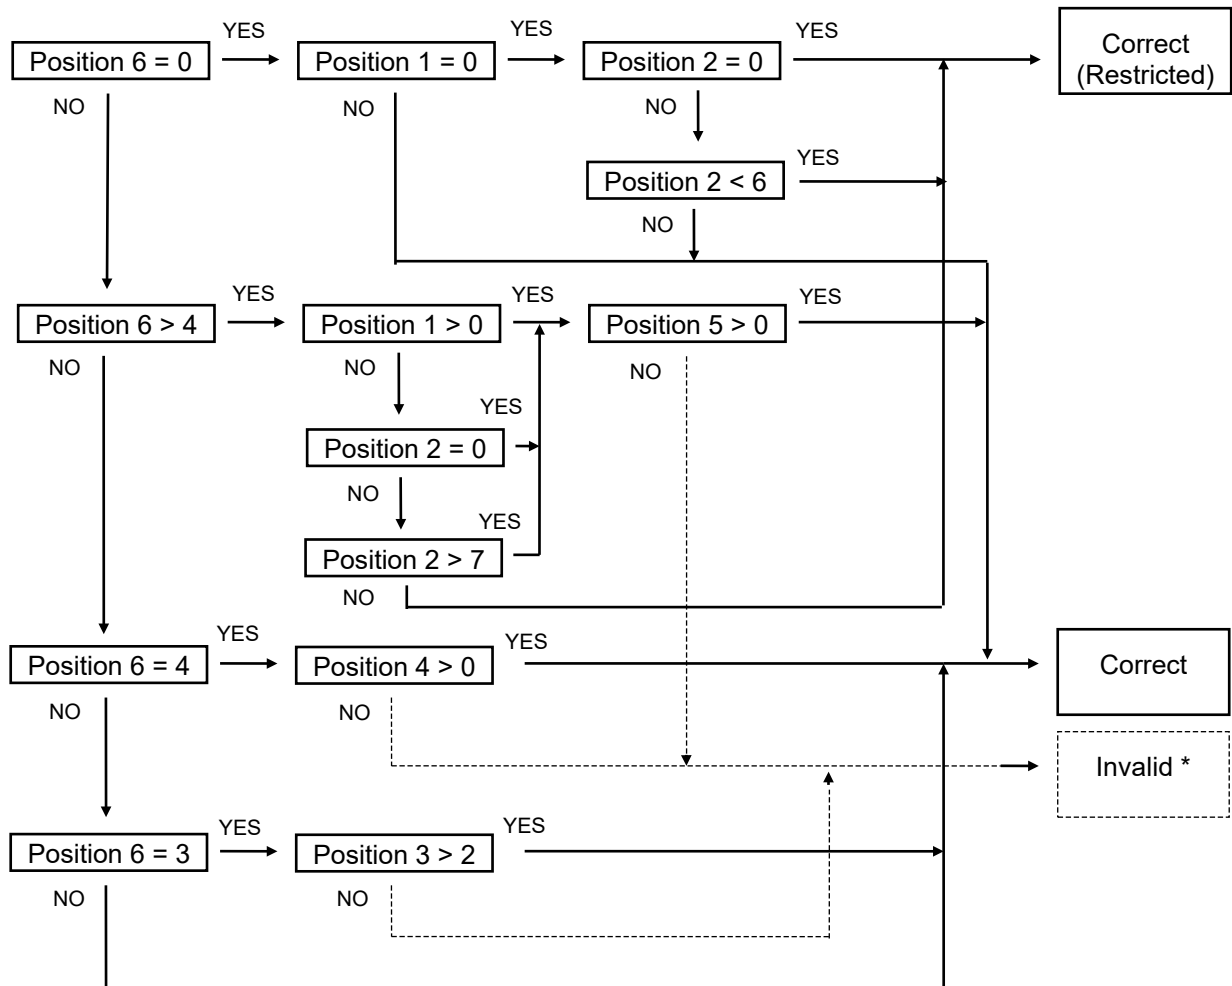 YES
YES
YES
Position 6 = 0
Position 1 = 0
Position 2 = 0
Correct
(Restricted)
NO
NO
NO
YES
Position 2 < 6
NO
YES
YES
YES
Position 6 > 4
Position 1 > 0
Position 5 > 0
NO
NO
NO
YES
Position 2 = 0
NO
YES
Position 2 > 7
NO
YES
YES
Position 6 = 4
Position 4 > 0
Correct
NO
NO
Invalid *
YES
YES
Position 6 = 3
Position 3 > 2
NO
NO